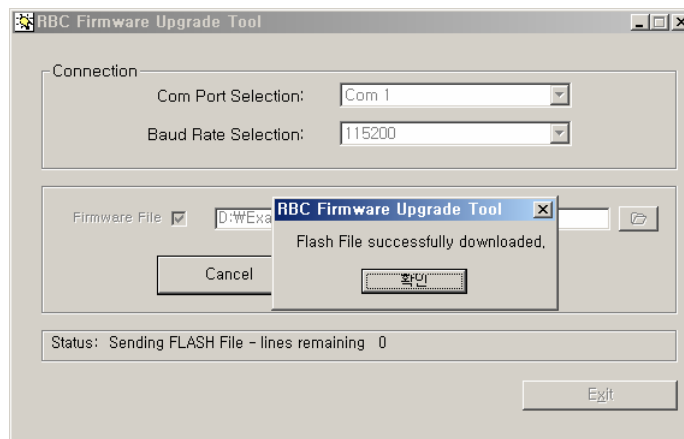 RBC Firmware Upgrade Tool
Connection
Com Port Selection: Com 1
Baud Rate Selection: 115200
Firmware File D:₩Exa
RBC Firmware Upgrade Tool
Flash File successfully downloaded,
확인
Cancel
Status: Sending FLASH File - lines remaining 0
Exit